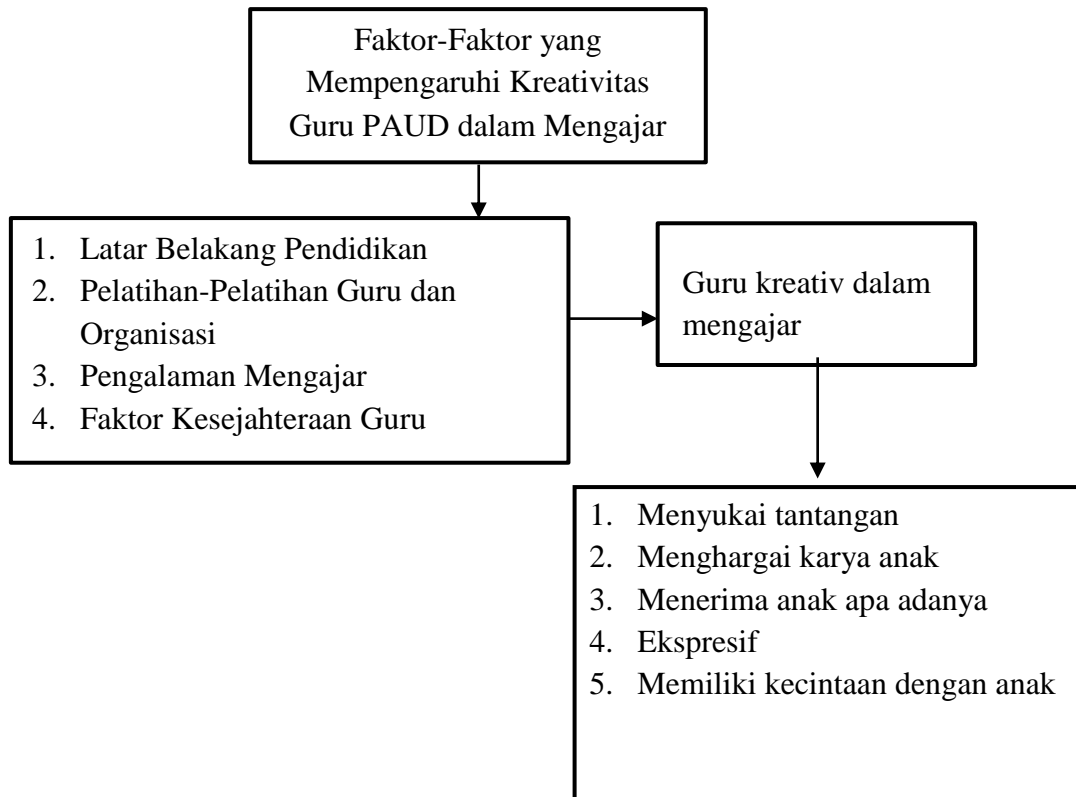 Faktor-Faktor yang
Mempengaruhi Kreativitas
Guru PAUD dalam Mengajar
1. Latar Belakang Pendidikan
2. Pelatihan-Pelatihan Guru dan
Organisasi
3. Pengalaman Mengajar
4. Faktor Kesejahteraan Guru
Guru kreativ dalam
mengajar
1. Menyukai tantangan
2. Menghargai karya anak
3. Menerima anak apa adanya
4. Ekspresif
5. Memiliki kecintaan dengan anak